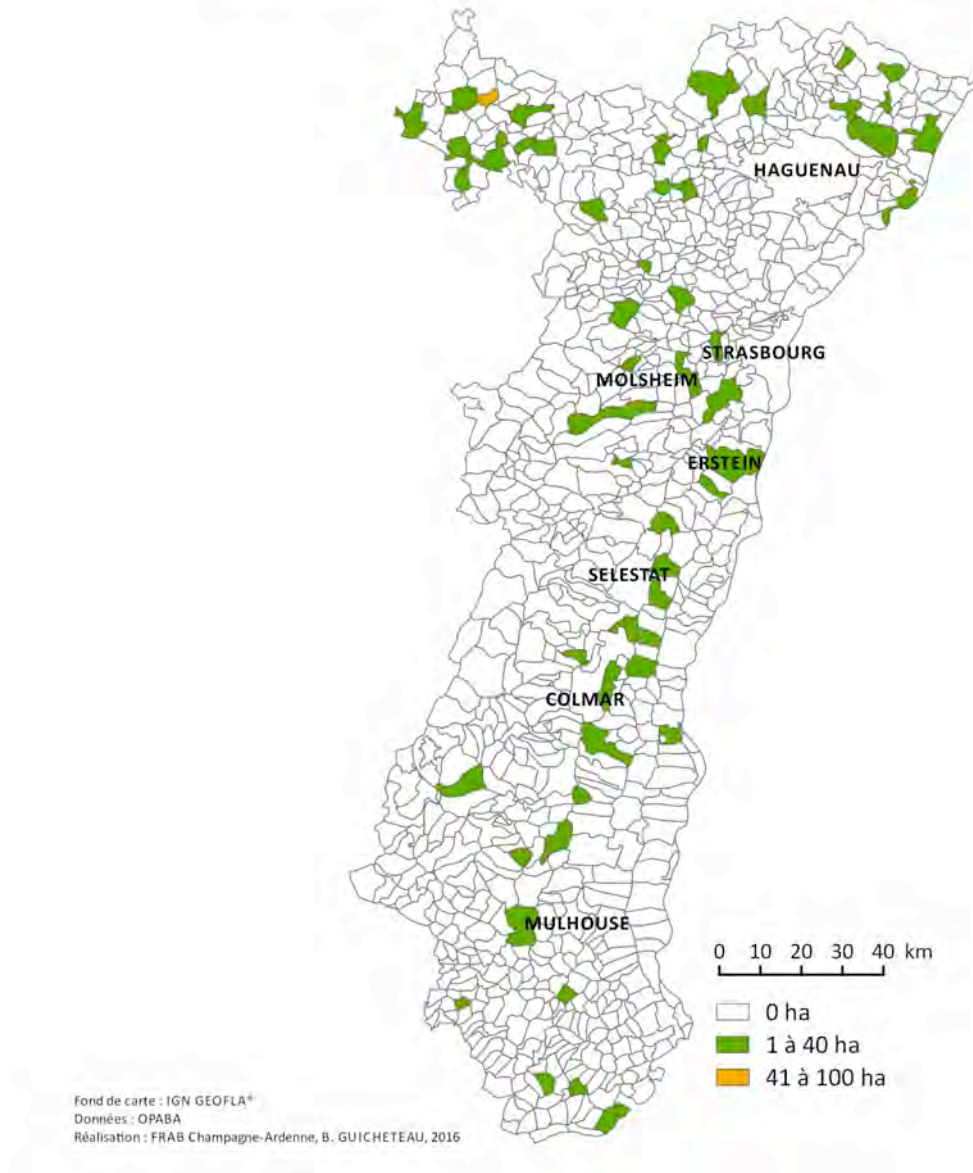 HAGUENAU
STRASBOURG
MOLSHEIM
ERSTEIN
SELESTAT
COLMAR
MULHOUSE
0 10 20 30 40 km
0 ha
1 à 40 ha
41 à 100 ha
Fond de carte : IGN GEOFLA®
Données : OPABA
Réalisation : FRAB Champagne-Ardenne, B. GUICHETEAU, 2016